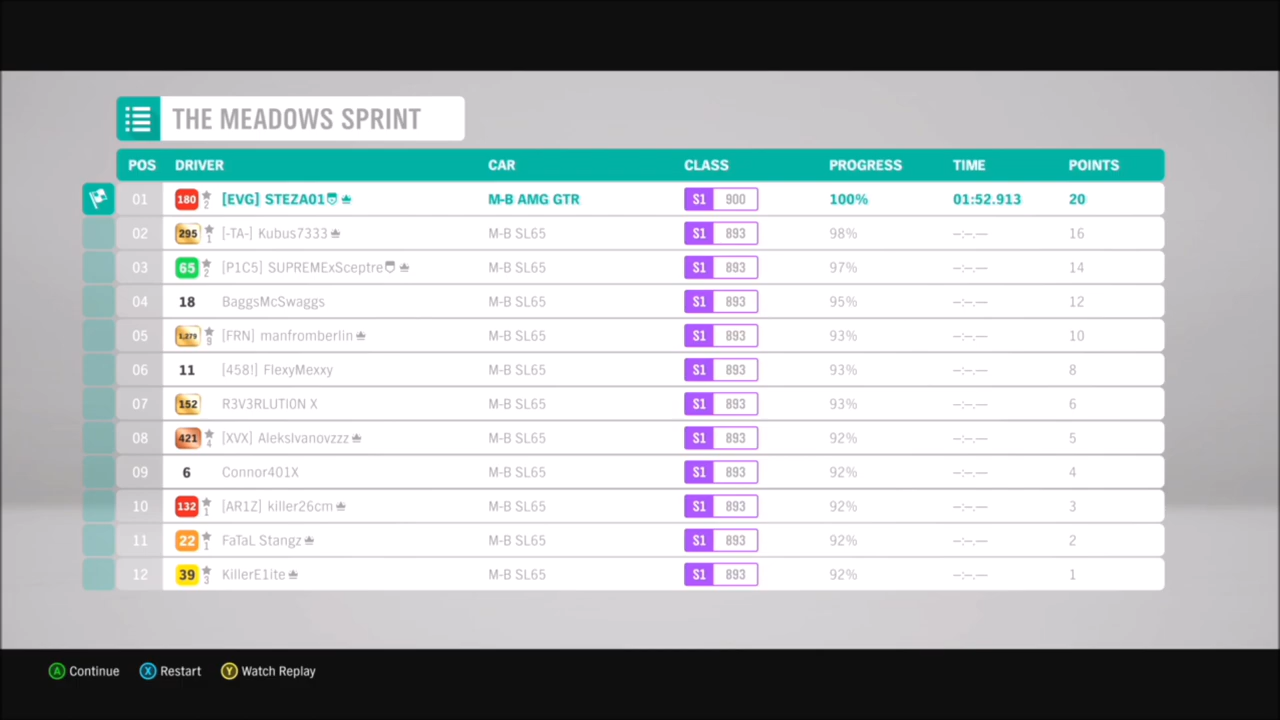 THE MEADOWS SPRINT
POS DRIVER CAR CLASS PROGRESS TIME POINTS
01 180 2 [EVG] STEZA01 M-B AMG GTR S1 900 100% 01:52.913 20
02 295 1 [-TA-] Kubus7333 M-B SL65 S1 893 98% --:--.--- 16
03 65 2 [P1C5] SUPREMExSceptre M-B SL65 S1 893 97% --:--.--- 14
04 18 BaggsMcSwaggs M-B SL65 S1 893 95% --:--.--- 12
05 1,279 9 [FRN] manfromberlin M-B SL65 S1 893 93% --:--.--- 10
06 11 [458!] FlexyMexxy M-B SL65 S1 893 93% --:--.--- 8
07 152 R3V3RLUTI0N X M-B SL65 S1 893 93% --:--.--- 6
08 421 4 [XVX] AleksIvanovzzz M-B SL65 S1 893 92% --:--.--- 5
09 6 Connor401X M-B SL65 S1 893 92% --:--.--- 4
10 132 1 [AR1Z] killer26cm M-B SL65 S1 893 92% --:--.--- 3
11 22 1 FaTaL Stangz M-B SL65 S1 893 92% --:--.--- 2
12 39 3 KillerE1ite M-B SL65 S1 893 92% --:--.--- 1
A Continue X Restart Y Watch Replay